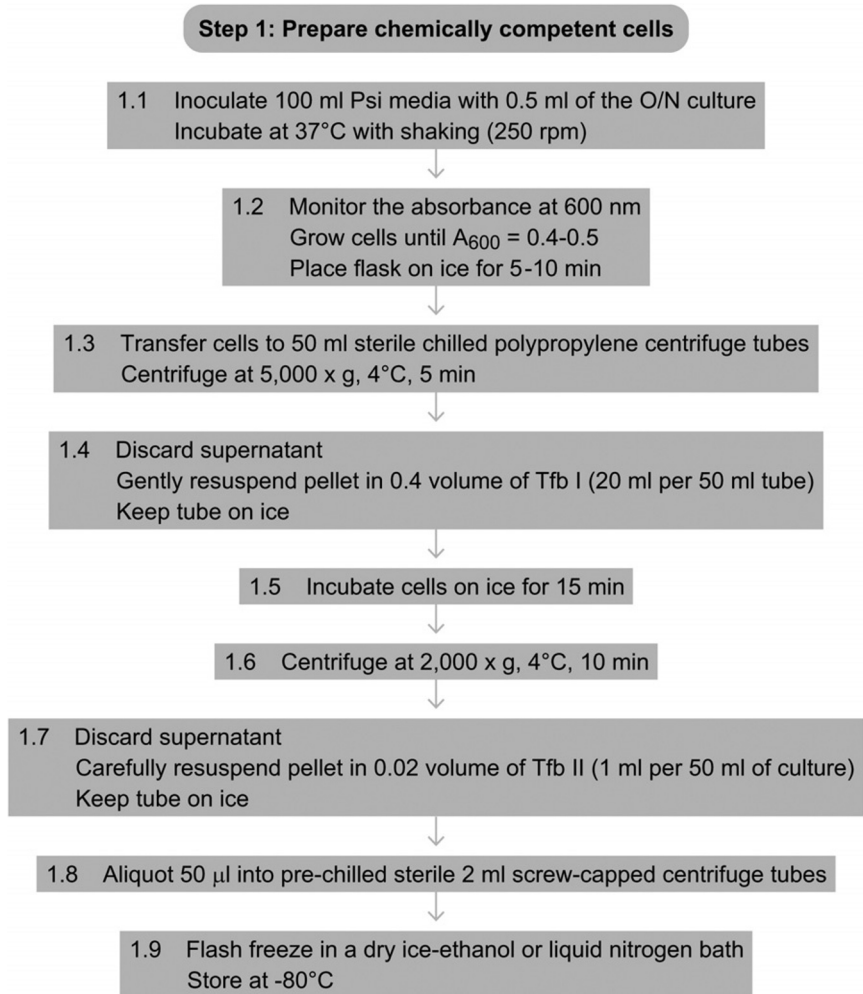 Step 1: Prepare chemically competent cells
1.1 Inoculate 100 ml Psi media with 0.5 ml of the O/N culture
Incubate at 37°C with shaking (250 rpm)
1.2 Monitor the absorbance at 600 nm
Grow cells until A600 = 0.4-0.5
Place flask on ice for 5-10 min
1.3 Transfer cells to 50 ml sterile chilled polypropylene centrifuge tubes
Centrifuge at 5,000 x g, 4°C, 5 min
1.4 Discard supernatant
Gently resuspend pellet in 0.4 volume of Tfb I (20 ml per 50 ml tube)
Keep tube on ice
1.5 Incubate cells on ice for 15 min
1.6 Centrifuge at 2,000 x g, 4°C, 10 min
1.7 Discard supernatant
Carefully resuspend pellet in 0.02 volume of Tfb II (1 ml per 50 ml of culture)
Keep tube on ice
1.8 Aliquot 50 μl into pre-chilled sterile 2 ml screw-capped centrifuge tubes
1.9 Flash freeze in a dry ice-ethanol or liquid nitrogen bath
Store at -80°C